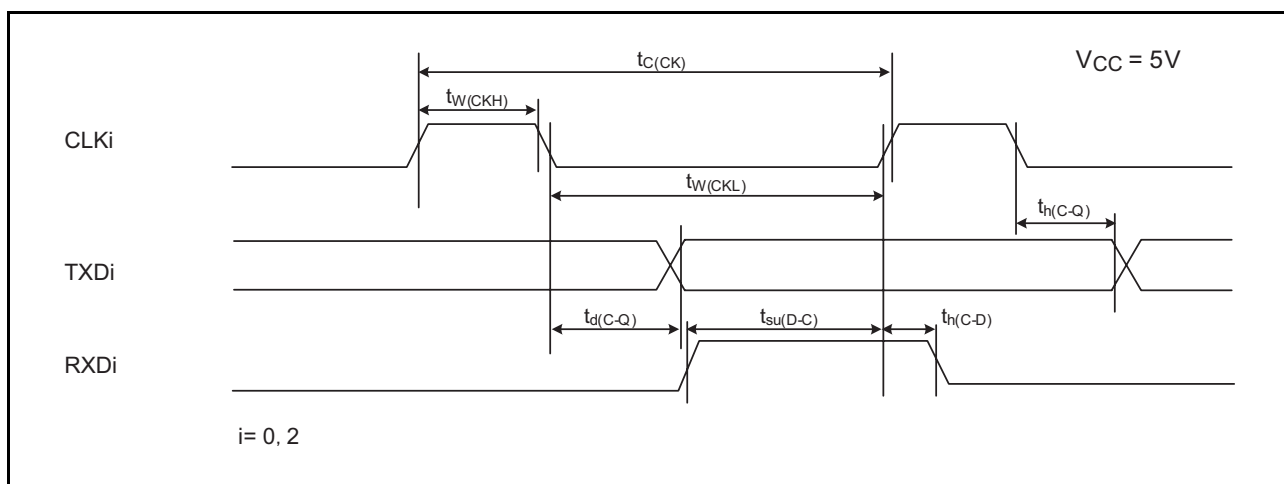 tC(CK)
VCC = 5V
tW(CKH)
CLKi
tW(CKL)
th(C-Q)
TXDi
td(C-Q)
tsu(D-C)
th(C-D)
RXDi
i= 0, 2